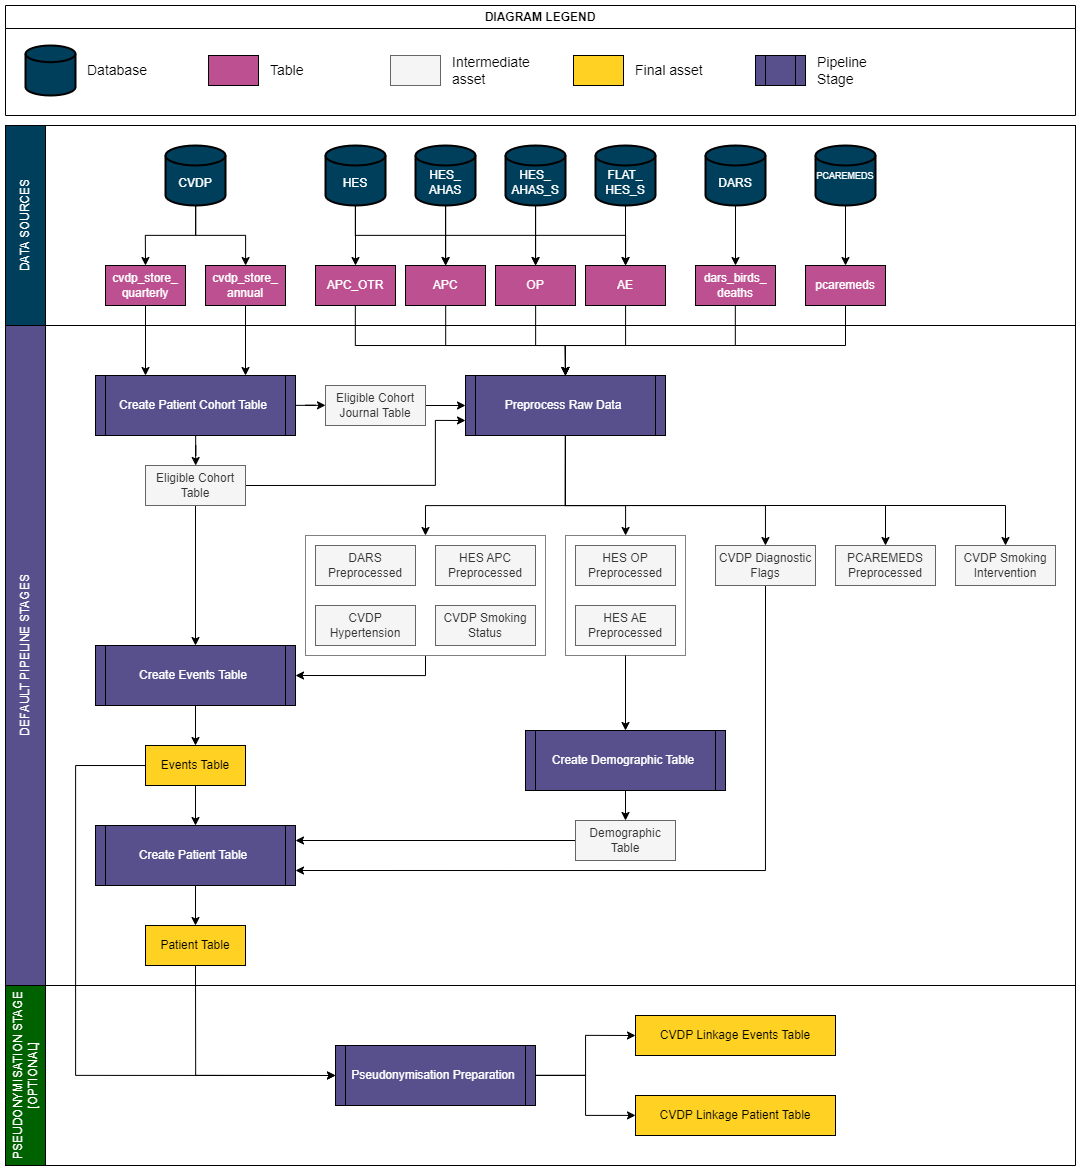 DIAGRAM LEGEND
Database
Table
Intermediate
asset
Final asset
Pipeline
Stage
DATA SOURCES
CVDP
HES
HES_
AHAS
HES_
AHAS_S
FLAT_
HES_S
DARS
PCAREMEDS
cvdp_store_
quarterly
cvdp_store_
annual
APC_OTR
APC
OP
AE
dars_birds_
deaths
pcaremeds
DEFAULT PIPELINE STAGES
Create Patient Cohort Table
Eligible Cohort
Journal Table
Preprocess Raw Data
Eligible Cohort
Table
DARS
Preprocessed
HES APC
Preprocessed
CVDP
Hypertension
CVDP Smoking
Status
HES OP
Preprocessed
HES AE
Preprocessed
CVDP Diagnostic
Flags
PCAREMEDS
Preprocessed
CVDP Smoking
Intervention
Create Events Table
Events Table
Create Demographic Table
Demographic
Table
Create Patient Table
Patient Table
PSEUDONYMISATION STAGE
[OPTIONAL]
Pseudonymisation Preparation
CVDP Linkage Events Table
CVDP Linkage Patient Table